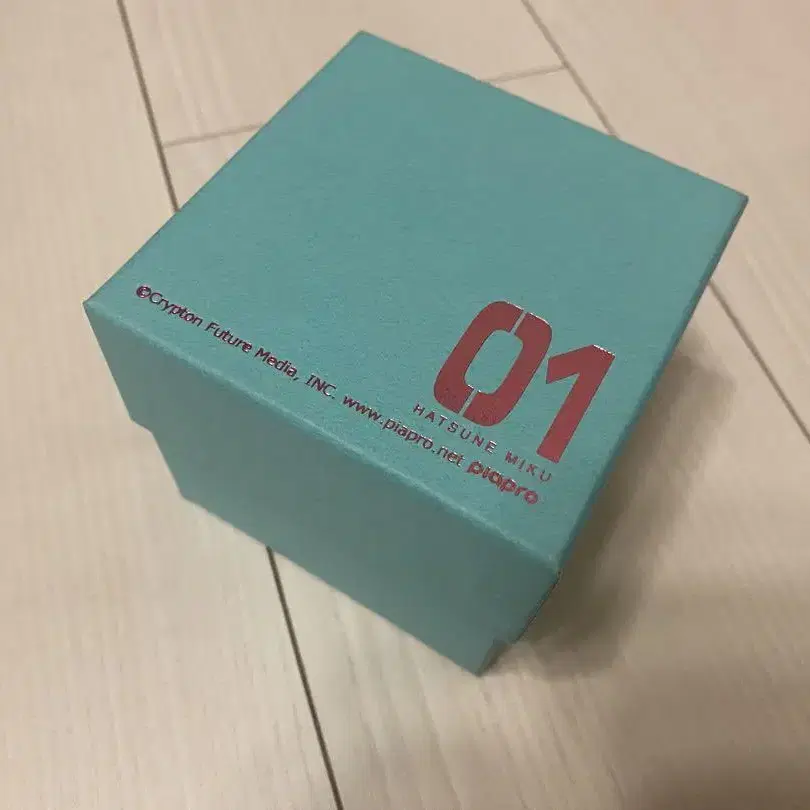 01
HATSUNE MIKU
©Crypton Future Media, INC. www.piapro.net piapro